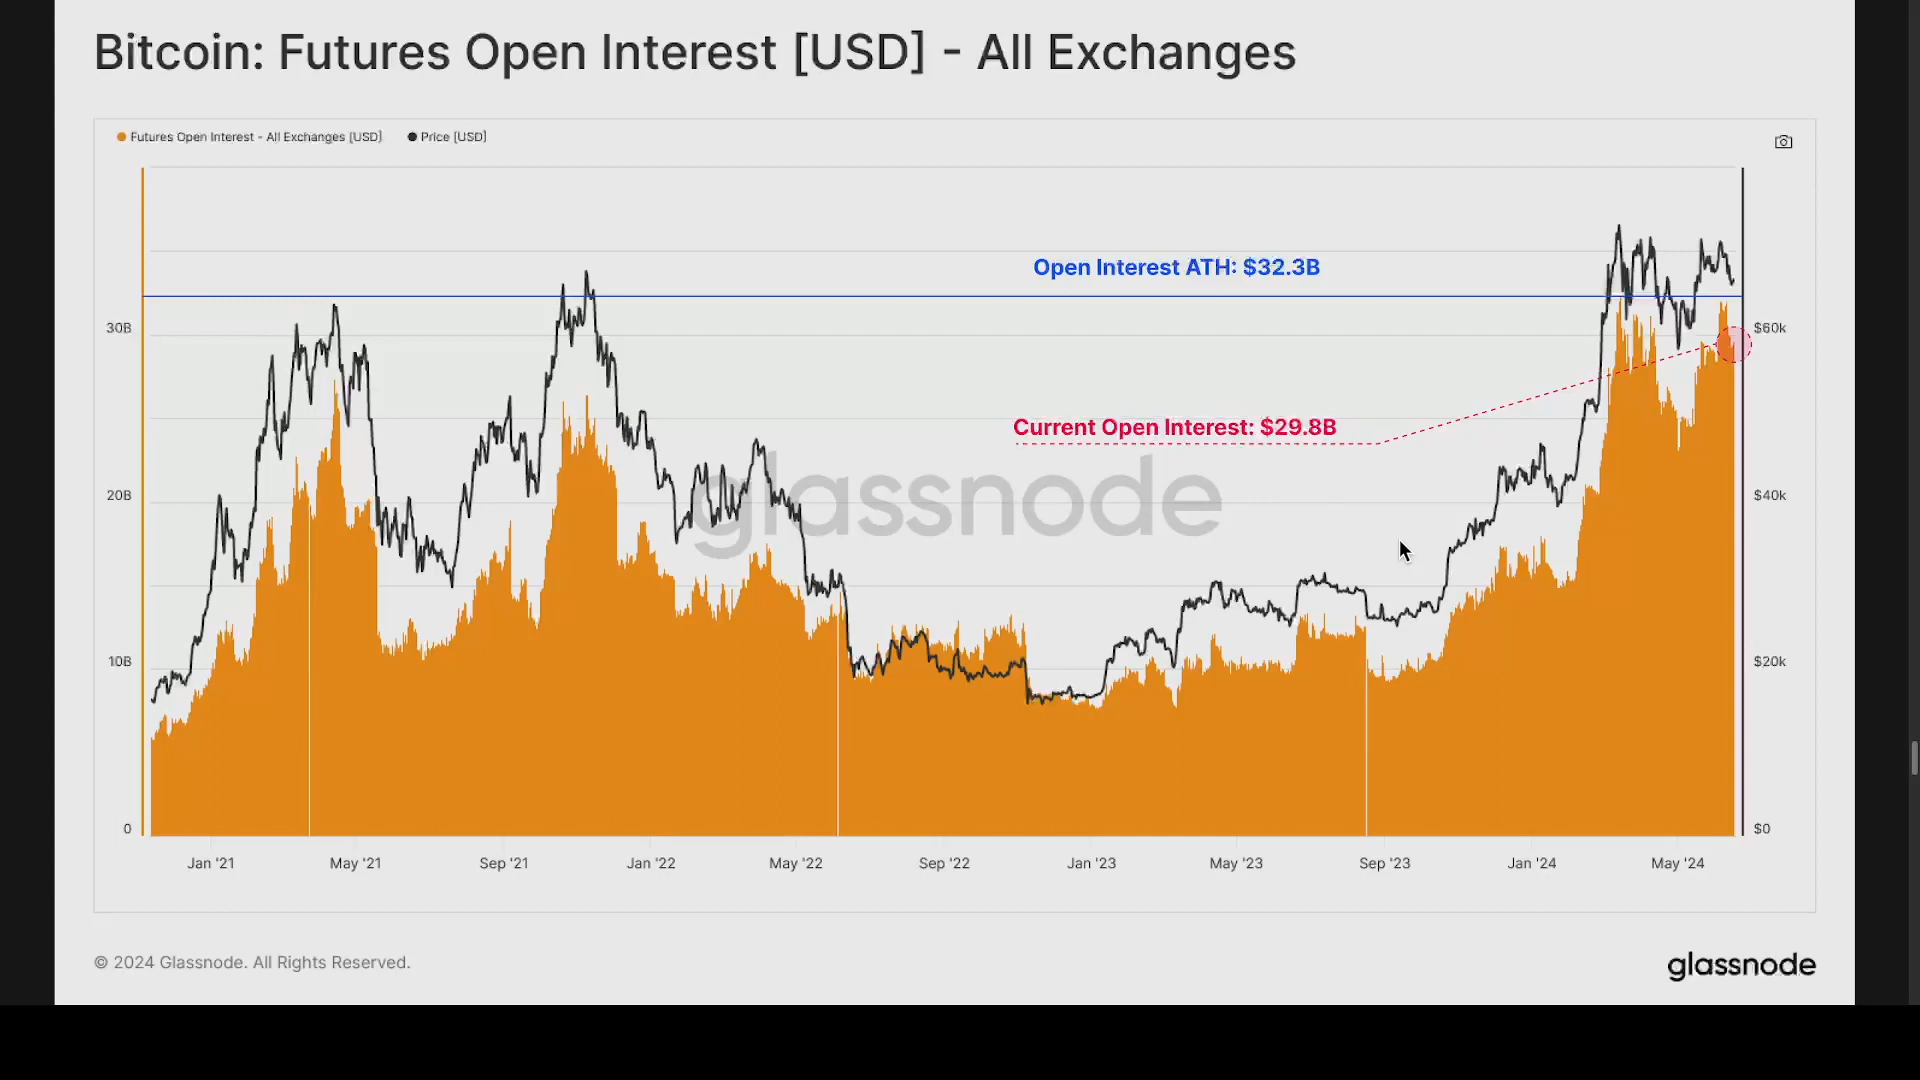 Bitcoin: Futures Open Interest [USD] - All Exchanges
Futures Open Interest - All Exchanges [USD] Price [USD]
Open Interest ATH: $32.3B
30B $60k
Current Open Interest: $29.8B
glassnode
20B $40k
10B $20k
0 $0
Jan '21 May '21 Sep '21 Jan '22 May '22 Sep '22 Jan '23 May '23 Sep '23 Jan '24 May '24
© 2024 Glassnode. All Rights Reserved.
glassnode